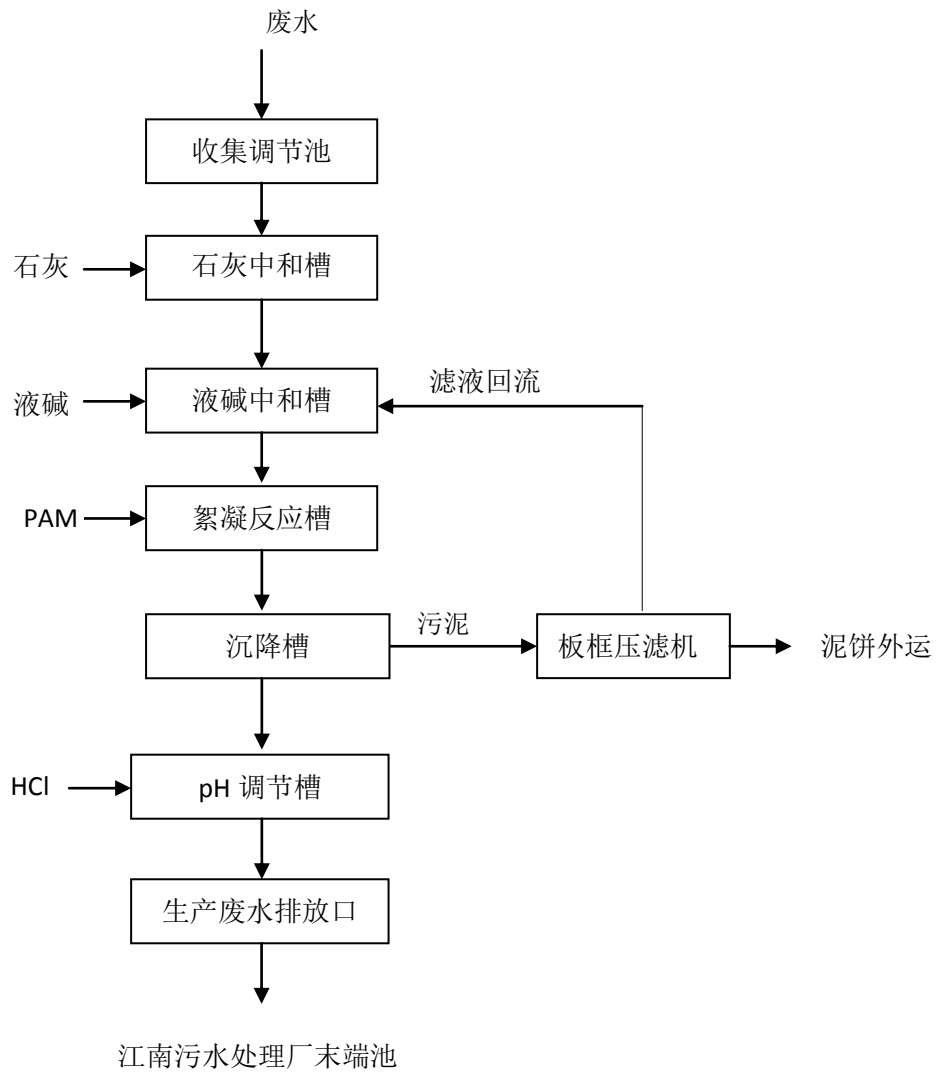 废水
收集调节池
石灰
石灰中和槽
滤液回流
液碱
液碱中和槽
PAM
絮凝反应槽
污泥
沉降槽
板框压滤机
泥饼外运
HCl
pH 调节槽
生产废水排放口
江南污水处理厂末端池